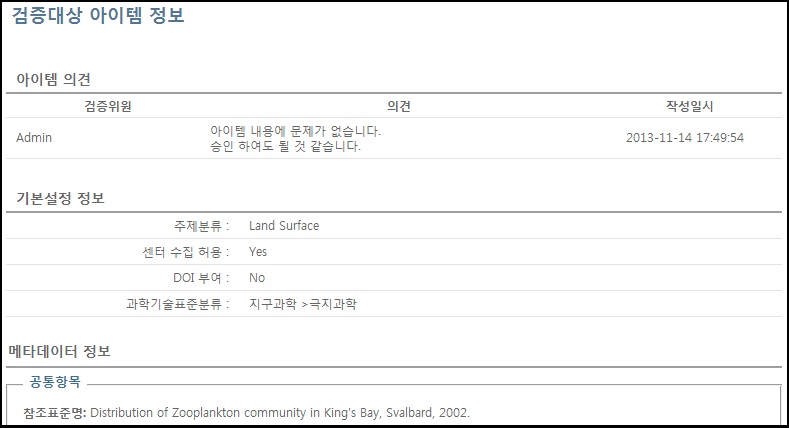 검증대상 아이템 정보
아이템 의견
검증위원 의견 작성일시
Admin 아이템 내용에 문제가 없습니다. 2013-11-14 17:49:54
승인 하여도 될 것 같습니다.
기본설정 정보
주제분류 : Land Surface
센터 수집 허용 : Yes
DOI 부여 : No
과학기술표준분류 : 지구과학 >극지과학
메타데이터 정보
공통항목
참조표준명: Distribution of Zooplankton community in King's Bay, Svalbard, 2002.